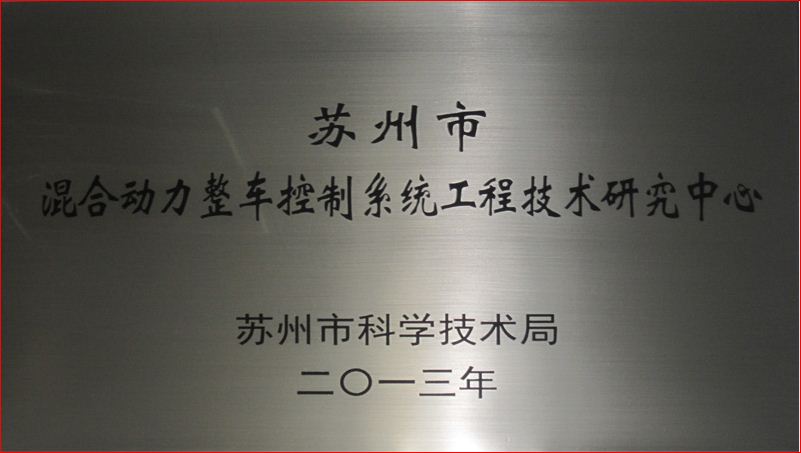 苏州市
混合动力整车控制系统工程技术研究中心
苏州市科学技术局
二〇一三年